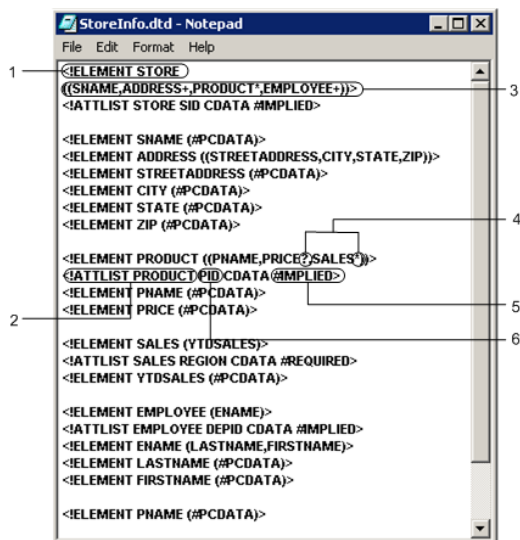 StoreInfo.dtd - Notepad
File Edit Format Help
1
<!ELEMENT STORE
((SNAME,ADDRESS+,PRODUCT*,EMPLOYEE+))>
3
<!ATTLIST STORE SID CDATA #IMPLIED>
<!ELEMENT SNAME (#PCDATA)>
<!ELEMENT ADDRESS ((STREETADDRESS,CITY,STATE,ZIP))>
<!ELEMENT STREETADDRESS (#PCDATA)>
<!ELEMENT CITY (#PCDATA)>
<!ELEMENT STATE (#PCDATA)>
4
<!ELEMENT ZIP (#PCDATA)>
<!ELEMENT PRODUCT ((PNAME,PRICE?,SALES*))>
<!ATTLIST PRODUCT PID CDATA #IMPLIED>
<!ELEMENT PNAME (#PCDATA)>
5
2
<!ELEMENT PRICE (#PCDATA)>
6
<!ELEMENT SALES (YTDSALES)>
<!ATTLIST SALES REGION CDATA #REQUIRED>
<!ELEMENT YTDSALES (#PCDATA)>
<!ELEMENT EMPLOYEE (ENAME)>
<!ATTLIST EMPLOYEE DEPID CDATA #IMPLIED>
<!ELEMENT ENAME (LASTNAME,FIRSTNAME)>
<!ELEMENT LASTNAME (#PCDATA)>
<!ELEMENT FIRSTNAME (#PCDATA)>
<!ELEMENT PNAME (#PCDATA)>